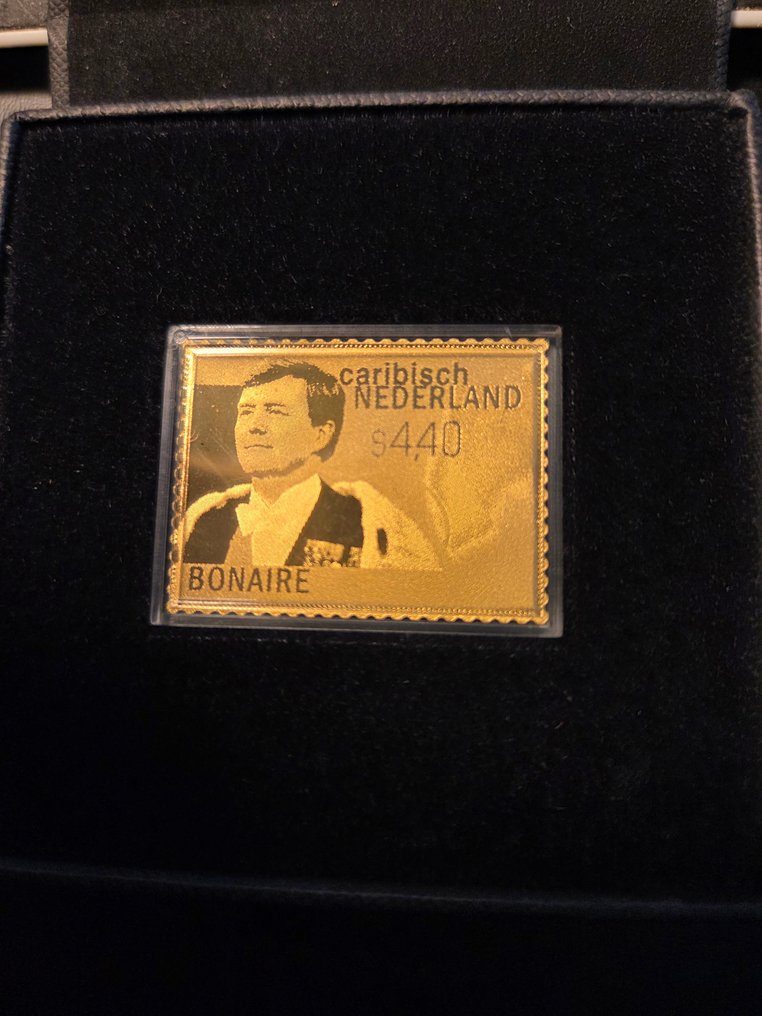 caribisch
NEDERLAND
$4,40
BONAIRE